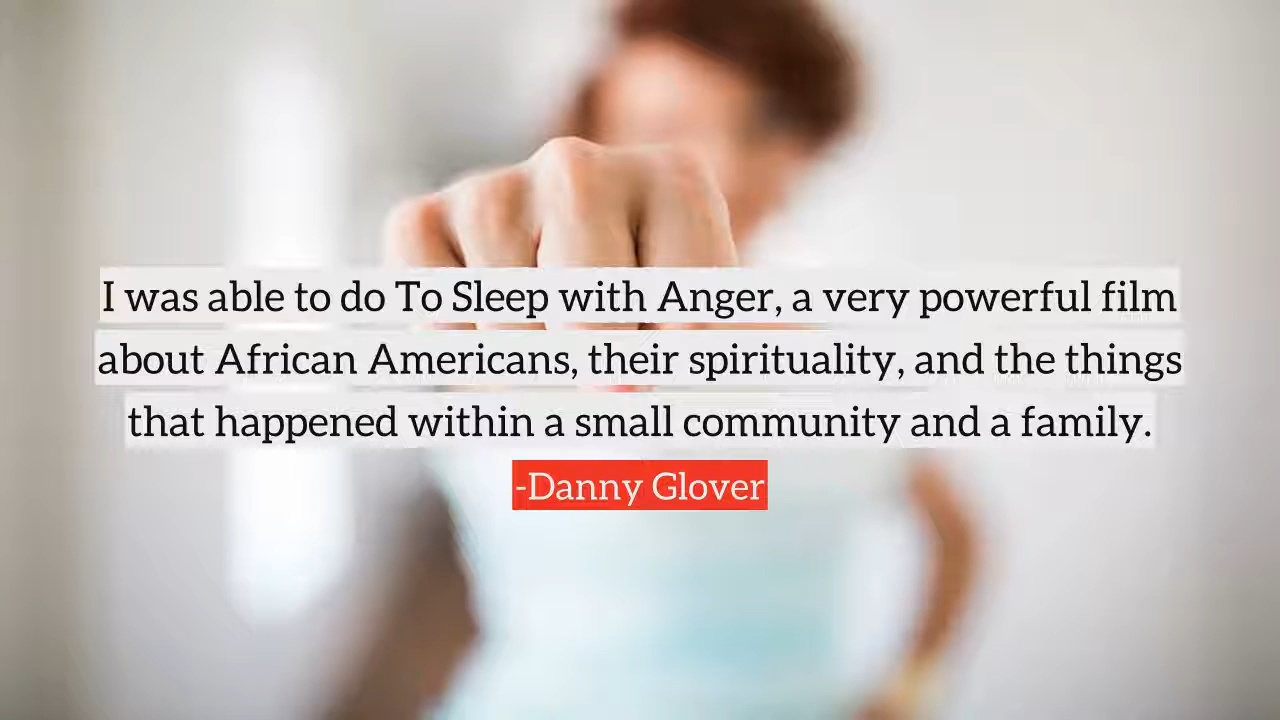 I was able to do To Sleep with Anger, a very powerful film
about African Americans, their spirituality, and the things
that happened within a small community and a family.
-Danny Glover